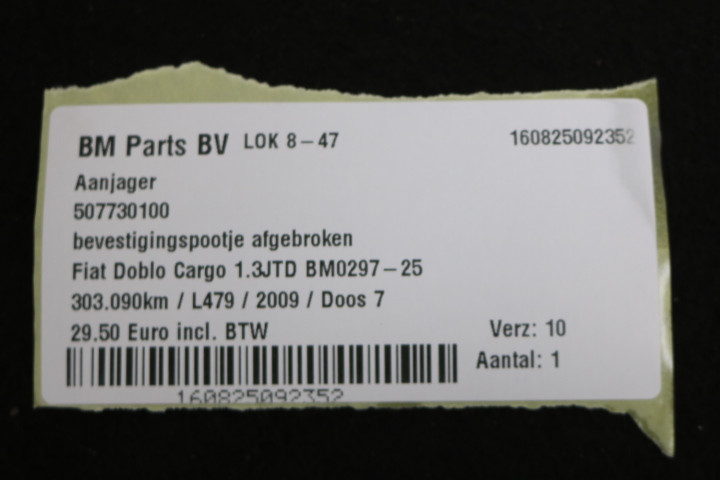 BM Parts BV LOK 8-47 160825092352
Aanjager
507730100
bevestigingspootje afgebroken
Fiat Doblo Cargo 1.3JTD BM0297-25
303.090km / L479 / 2009 / Doos 7
29.50 Euro incl. BTW Verz: 10
Aantal: 1
160825092352